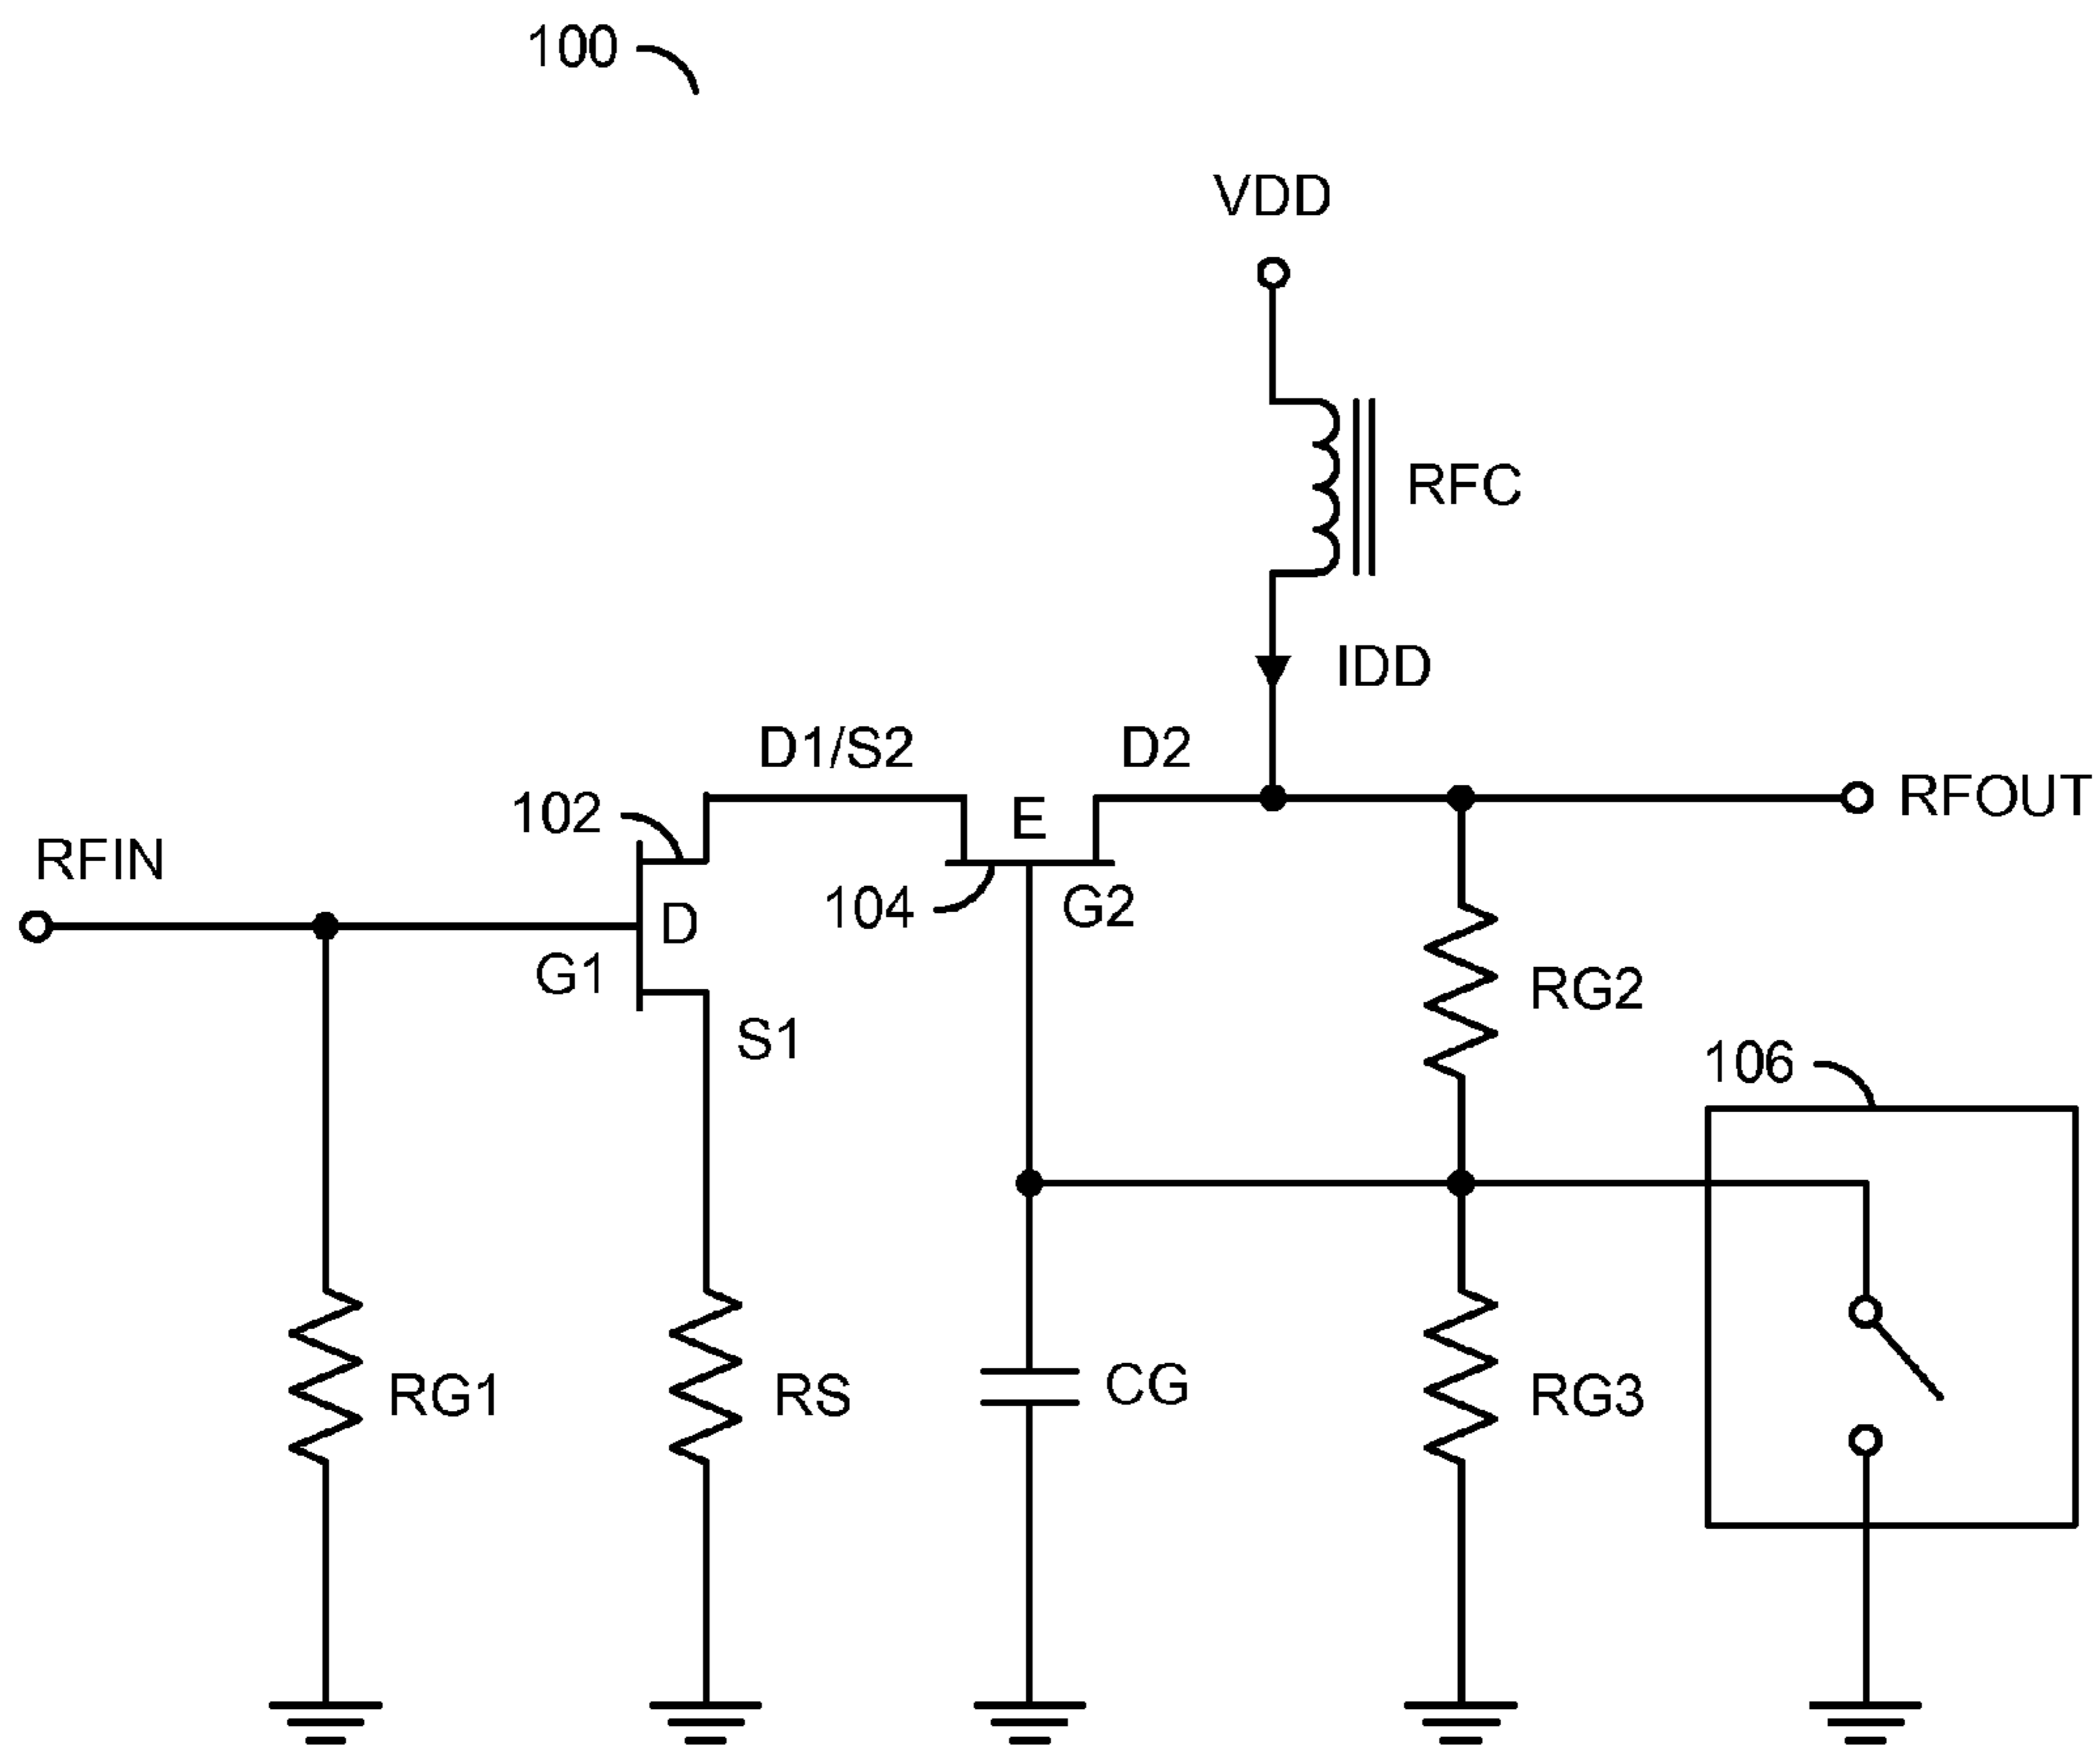 100
VDD
RFC
IDD
D1/S2
D2
RFOUT
102
E
RFIN
104
G2
D
G1
RG2
S1
106
RG1
RS
CG
RG3